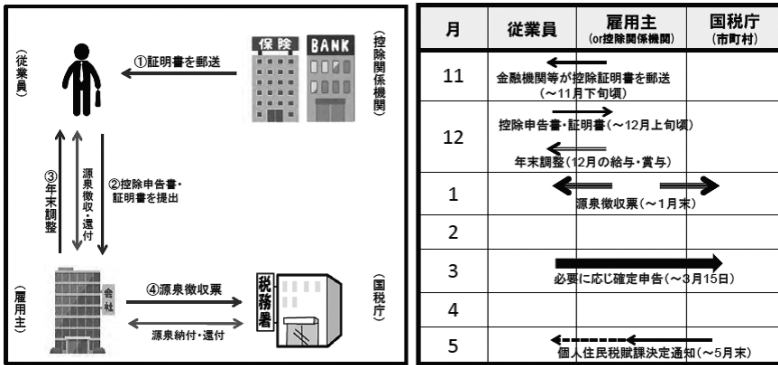 (従業員)
①証明書を郵送
保険
BANK
(控除関係機関)
③年末調整
源泉徴収・還付
②控除申告書・
証明書を提出
(雇用主)
会社
④源泉徴収票
源泉納付・還付
税務署
(国税庁)
月 従業員 雇用主 国税庁
(or控除関係機関) (市町村)
11
金融機関等が控除証明書を郵送
(~11月下旬頃)
12
控除申告書・証明書(~12月上旬頃)
年末調整(12月の給与・賞与)
1
源泉徴収票(~1月末)
2
3
必要に応じ確定申告(~3月15日)
4
5
個人住民税賦課決定通知(~5月末)